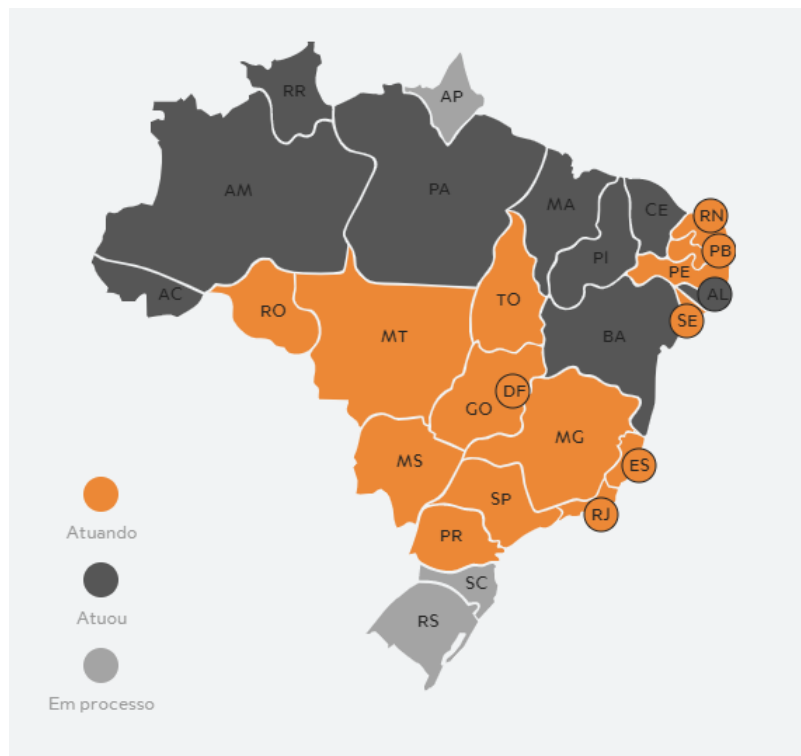 RR
AP
AM
PA
MA
CE
RN
PI
PB
PE
AC
AL
RO
TO
SE
MT
BA
DF
GO
MG
MS
ES
SP
RJ
PR
SC
RS
Atuando
Atuou
Em processo